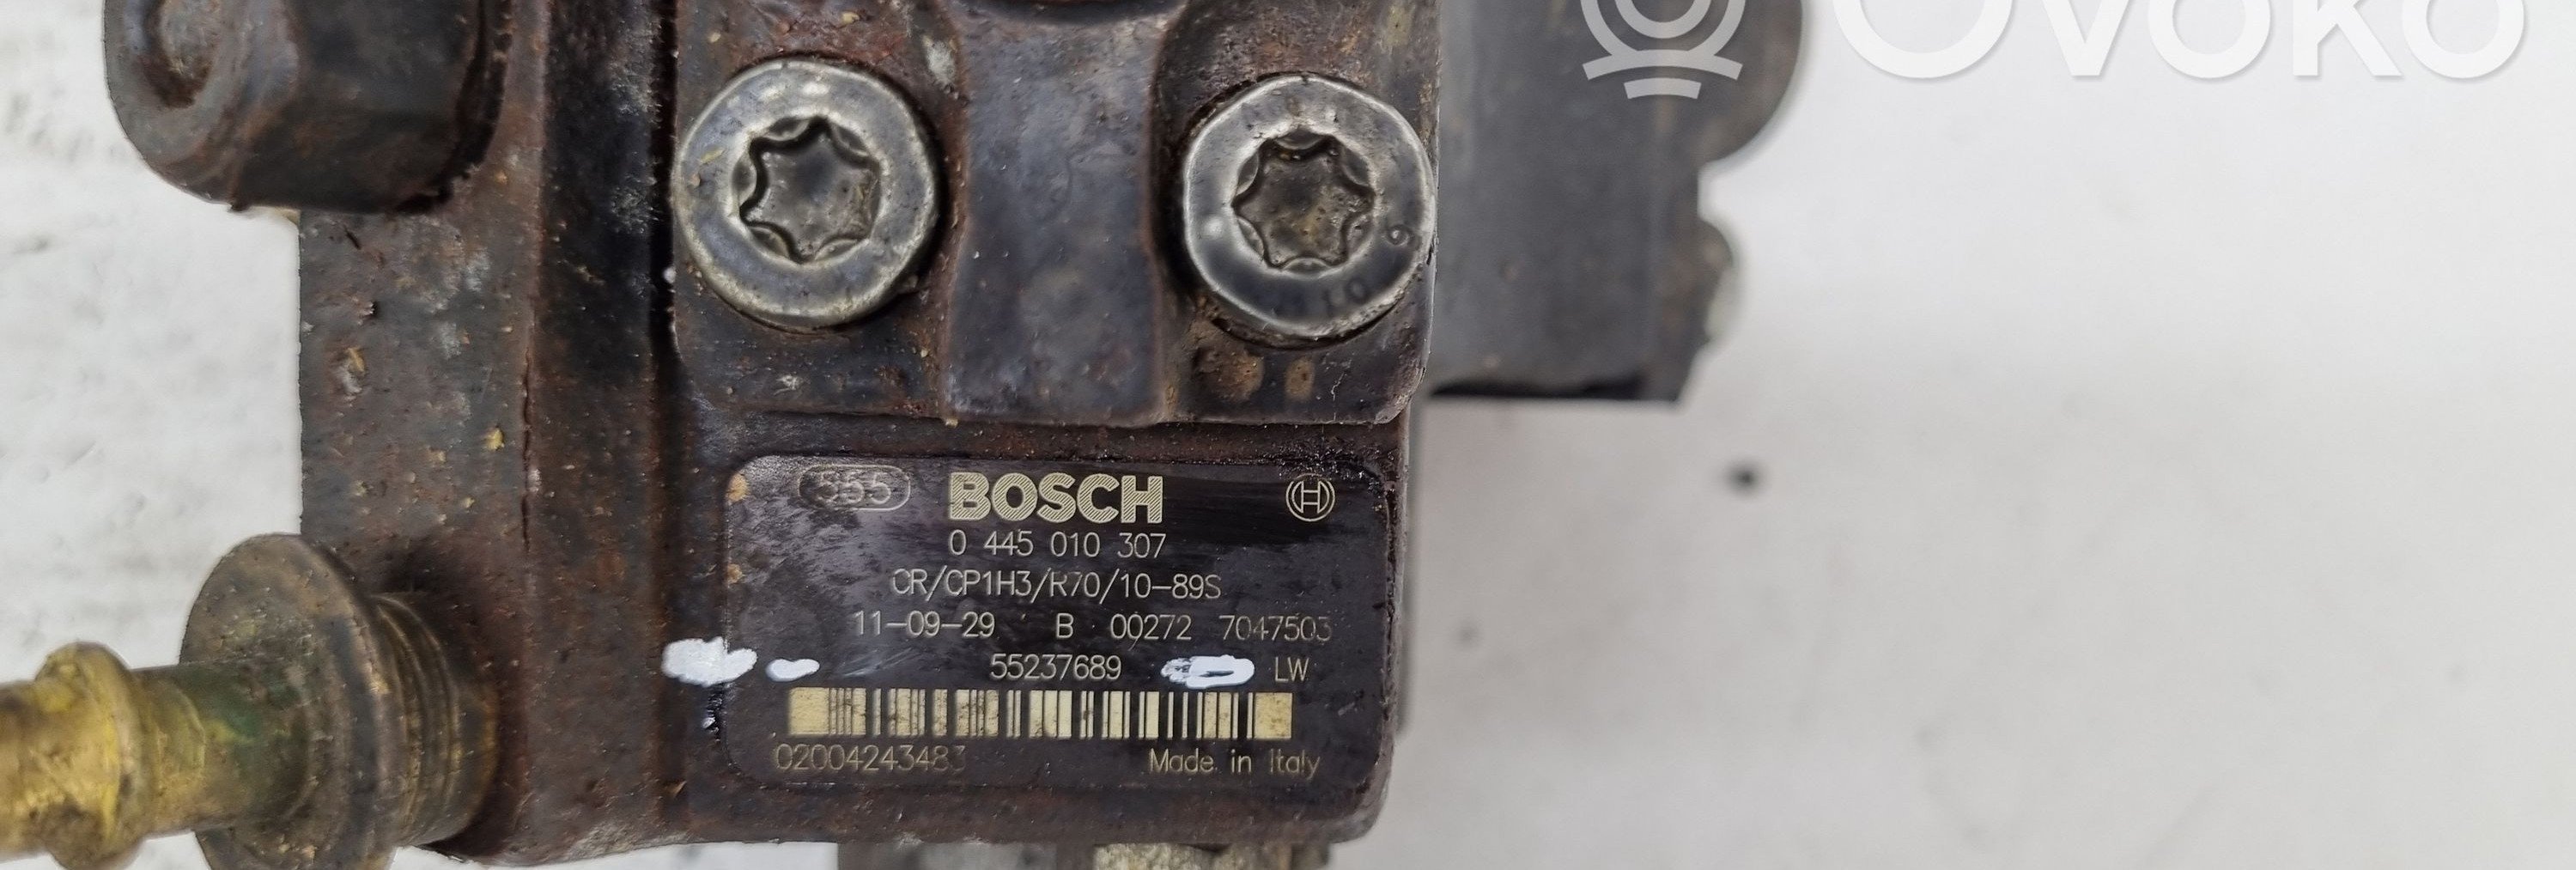 Ovoko
555 BOSCH
0 445 010 307
CR/CP1H3/R70/10-89S
11-09-29 B 00272 7047503
55237689 LW
02004243483 Made in Italy